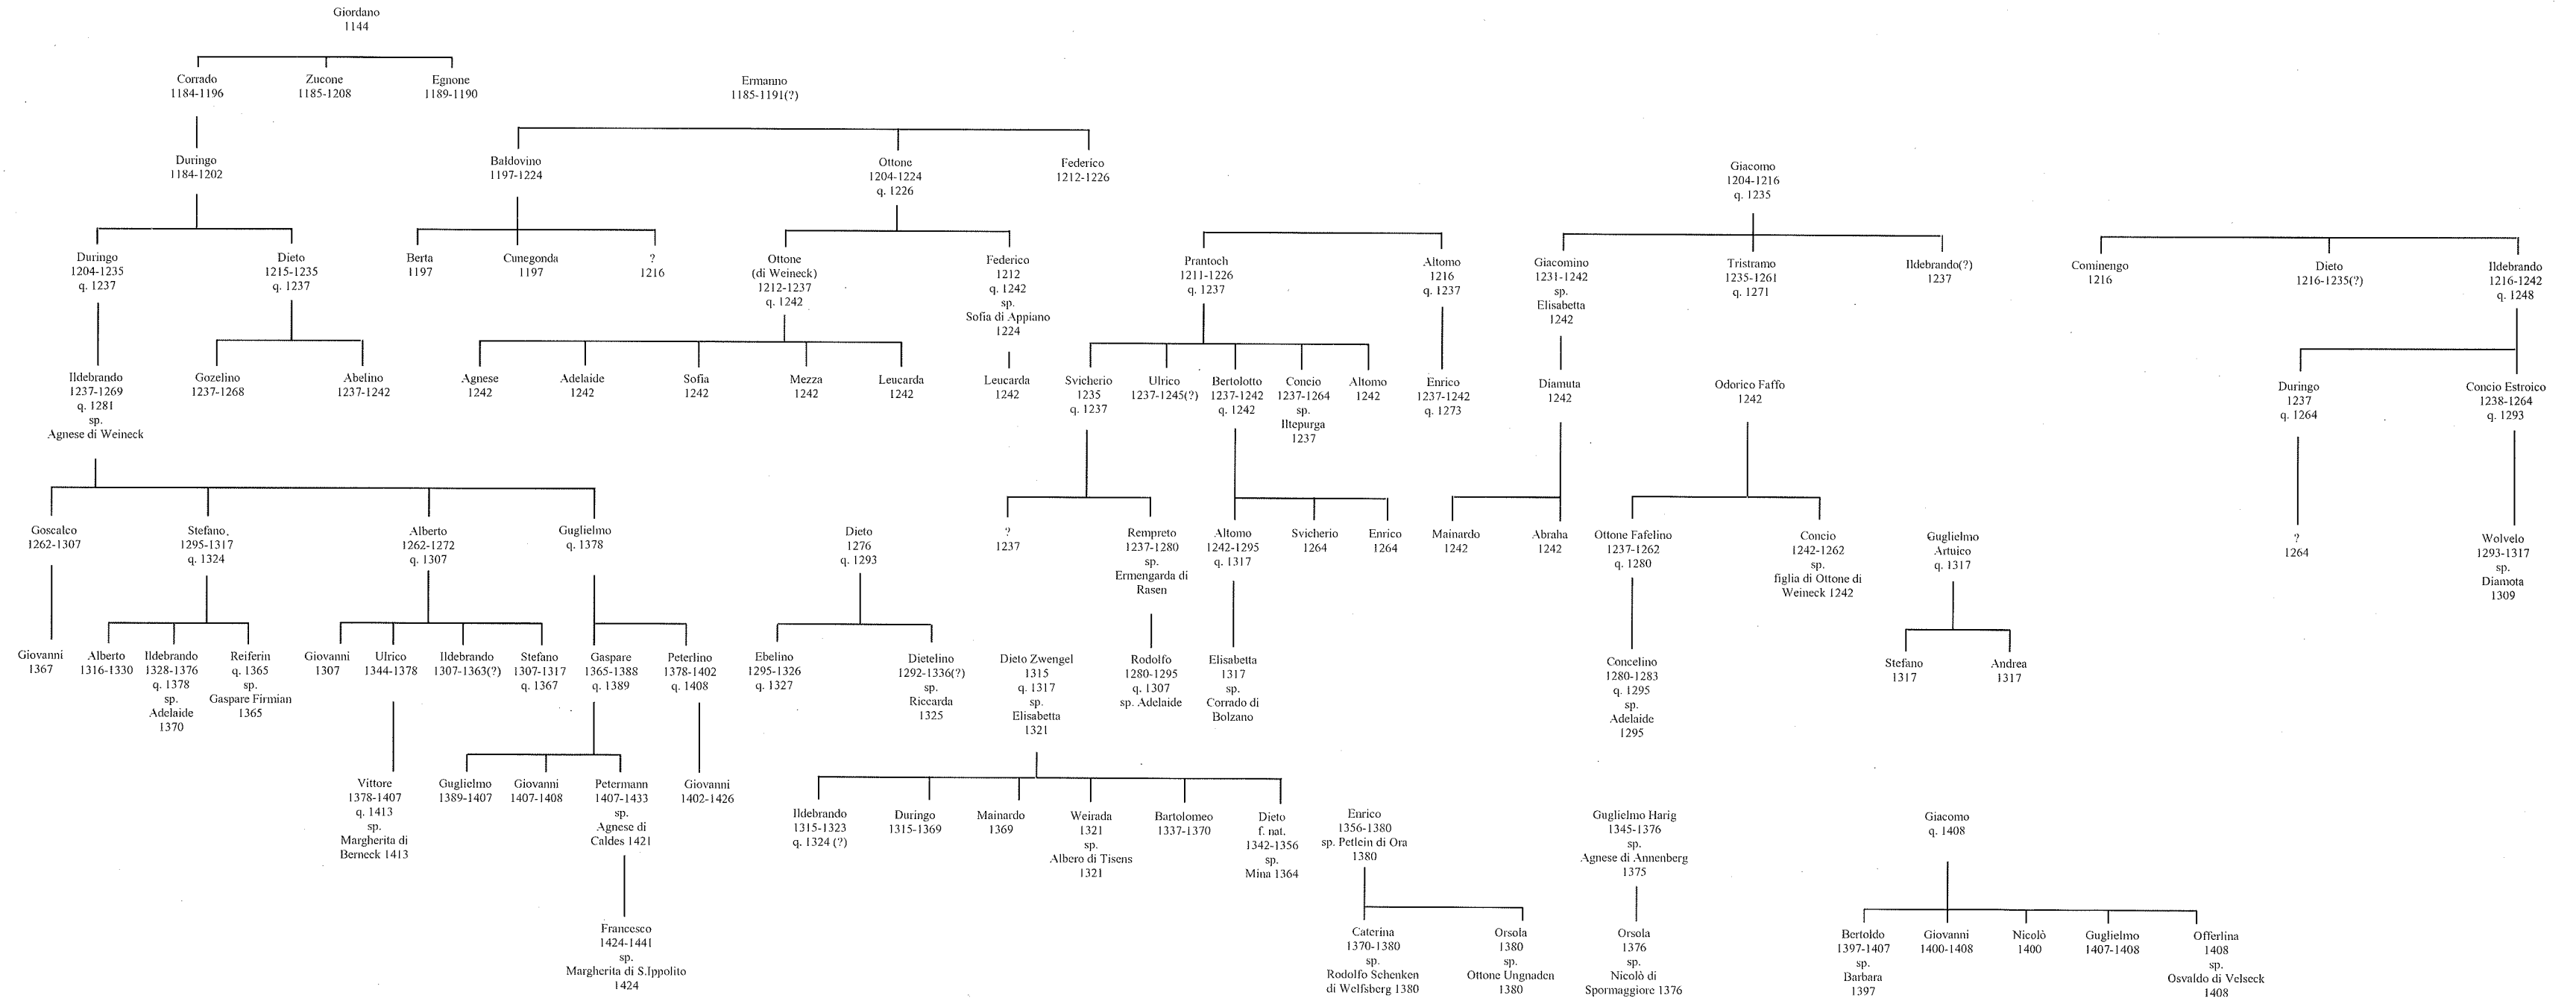 Giordano
1144
Corrado
1184-1196
Zucone
1185-1208
Egnone
1189-1190
Ermanno
1185-1191(?)
Duringo
1184-1202
Baldovino
1197-1224
Ottone
1204-1224
q. 1226
Federico
1212-1226
Giacomo
1204-1216
q. 1235
Duringo
1204-1235
q. 1237
Dieto
1215-1235
q. 1237
Berta
1197
Cunegonda
1197
?
1216
Ottone
(di Weineck)
1212-1237
q. 1242
Federico
1212
q. 1242
sp.
Sofia di Appiano
1224
Prantoch
1211-1226
q. 1237
Altomo
1216
q. 1237
Giacomino
1231-1242
sp.
Elisabetta
1242
Tristramo
1235-1261
q. 1271
Ildebrando(?)
1237
Cominengo
1216
Dieto
1216-1235(?)
Ildebrando
1216-1242
q. 1248
Ildebrando
1237-1269
q. 1281
sp.
Agnese di Weineck
Gozelino
1237-1268
Abelino
1237-1242
Agnese
1242
Adelaide
1242
Sofia
1242
Mezza
1242
Leucarda
1242
Leucarda
1242
Svicherio
1235
q. 1237
Ulrico
1237-1245(?)
Bertolotto
1237-1242
q. 1242
Concio
1237-1264
sp.
Iltepurga
1237
Altomo
1242
Enrico
1237-1242
q. 1273
Diamuta
1242
Odorico Faffo
1242
Duringo
1237
q. 1264
Concio Estroico
1238-1264
q. 1293
Goscalco
1262-1307
Stefano,
1295-1317
q. 1324
Alberto
1262-1272
q. 1307
Guglielmo
q. 1378
Dieto
1276
q. 1293
?
1237
Rempreto
1237-1280
sp.
Ermengarda di
Rasen
Altomo
1242-1295
q. 1317
Svicherio
1264
Enrico
1264
Mainardo
1242
Abraha
1242
Ottone Fafelino
1237-1262
q. 1280
Concio
1242-1262
sp.
figlia di Ottone di
Weineck 1242
Guglielmo
Artuico
q. 1317
?
1264
Wolvelo
1293-1317
sp.
Diamota
1309
Giovanni
1367
Alberto
1316-1330
Ildebrando
1328-1376
q. 1378
sp.
Adelaide
1370
Reiferin
q. 1365
sp.
Gaspare Firmian
1365
Giovanni
1307
Ulrico
1344-1378
Ildebrando
1307-1363(?)
Stefano
1307-1317
q. 1367
Gaspare
1365-1388
q. 1389
Peterlino
1378-1402
q. 1408
Ebelino
1295-1326
q. 1327
Dietelino
1292-1336(?)
sp.
Riccarda
1325
Dieto Zwengel
1315
q. 1317
sp.
Elisabetta
1321
Rodolfo
1280-1295
q. 1307
sp. Adelaide
Elisabetta
1317
sp.
Corrado di
Bolzano
Concelino
1280-1283
q. 1295
sp.
Adelaide
1295
Stefano
1317
Andrea
1317
Vittore
1378-1407
q. 1413
sp.
Margherita di
Berneck 1413
Guglielmo
1389-1407
Giovanni
1407-1408
Petermann
1407-1433
sp.
Agnese di
Caldes 1421
Giovanni
1402-1426
Ildebrando
1315-1323
q. 1324 (?)
Duringo
1315-1369
Mainardo
1369
Weirada
1321
sp.
Albero di Tisens
1321
Bartolomeo
1337-1370
Dieto
f. nat.
1342-1356
sp.
Mina 1364
Enrico
1356-1380
sp. Petlein di Ora
1380
Guglielmo Harig
1345-1376
sp.
Agnese di Annenberg
1375
Giacomo
q. 1408
Francesco
1424-1441
sp.
Margherita di S.Ippolito
1424
Caterina
1370-1380
sp.
Rodolfo Schenken
di Welfsberg 1380
Orsola
1380
sp.
Ottone Ungnaden
1380
Orsola
1376
sp.
Nicolò di
Spormaggiore 1376
Bertoldo
1397-1407
sp.
Barbara
1397
Giovanni
1400-1408
Nicolò
1400
Guglielmo
1407-1408
Offerlina
1408
sp.
Osvaldo di Velseck
1408